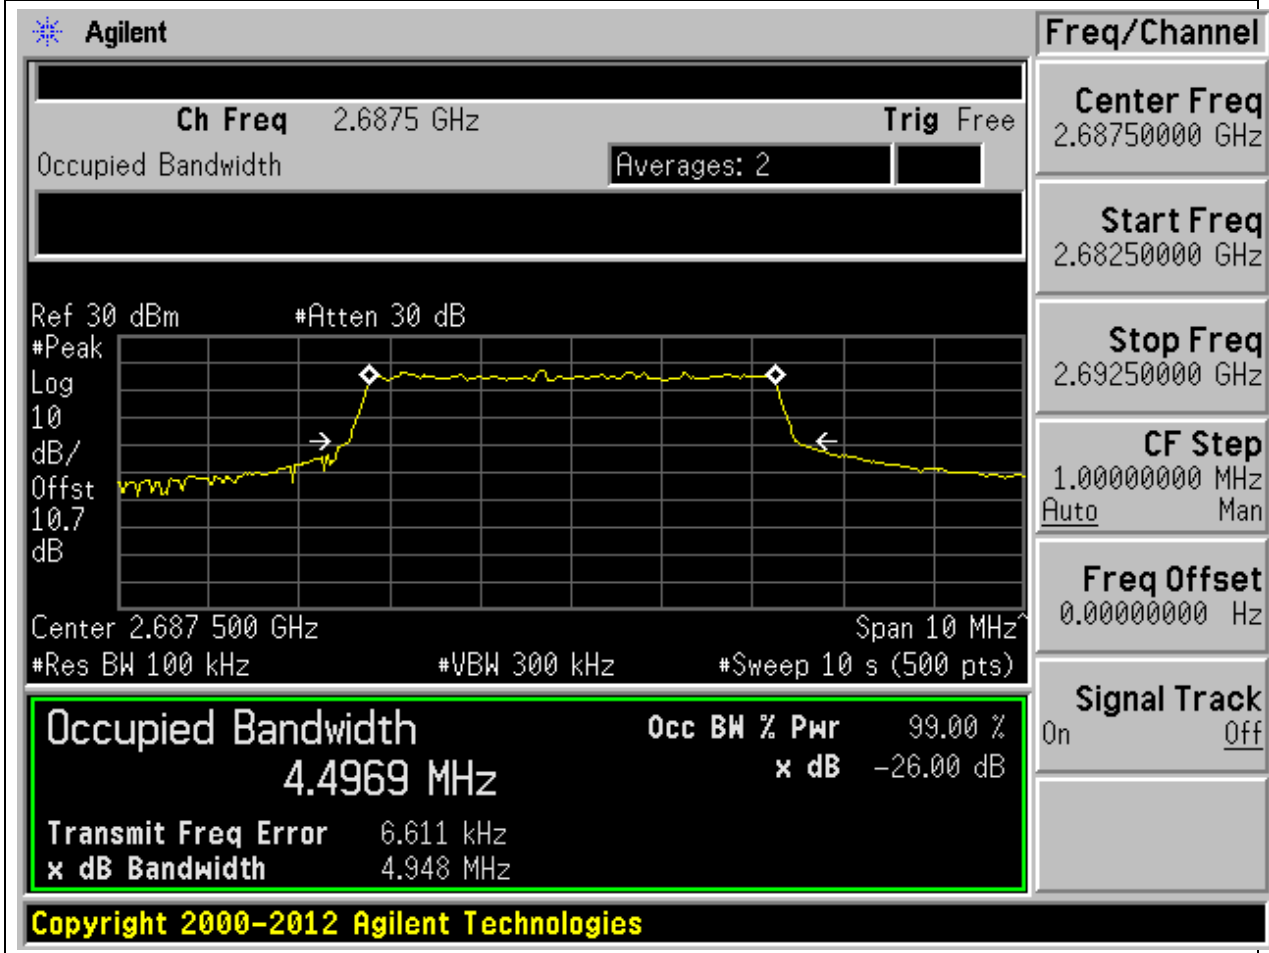 Agilent
Freq/Channel
Ch Freq 2.6875 GHz Trig Free
Occupied Bandwidth Averages: 2
Center Freq
2.68750000 GHz
Start Freq
2.68250000 GHz
Stop Freq
2.69250000 GHz
CF Step
1.00000000 MHz
Auto Man
Freq Offset
0.00000000 Hz
Signal Track
On Off
Ref 30 dBm #Atten 30 dB
#Peak
Log
10
dB/
Offst
10.7
dB
Center 2.687 500 GHz Span 10 MHz^
#Res BW 100 kHz #VBW 300 kHz #Sweep 10 s (500 pts)
Occupied Bandwidth Occ BW % Pwr 99.00 %
4.4969 MHz x dB -26.00 dB
Transmit Freq Error 6.611 kHz
x dB Bandwidth 4.948 MHz
Copyright 2000-2012 Agilent Technologies